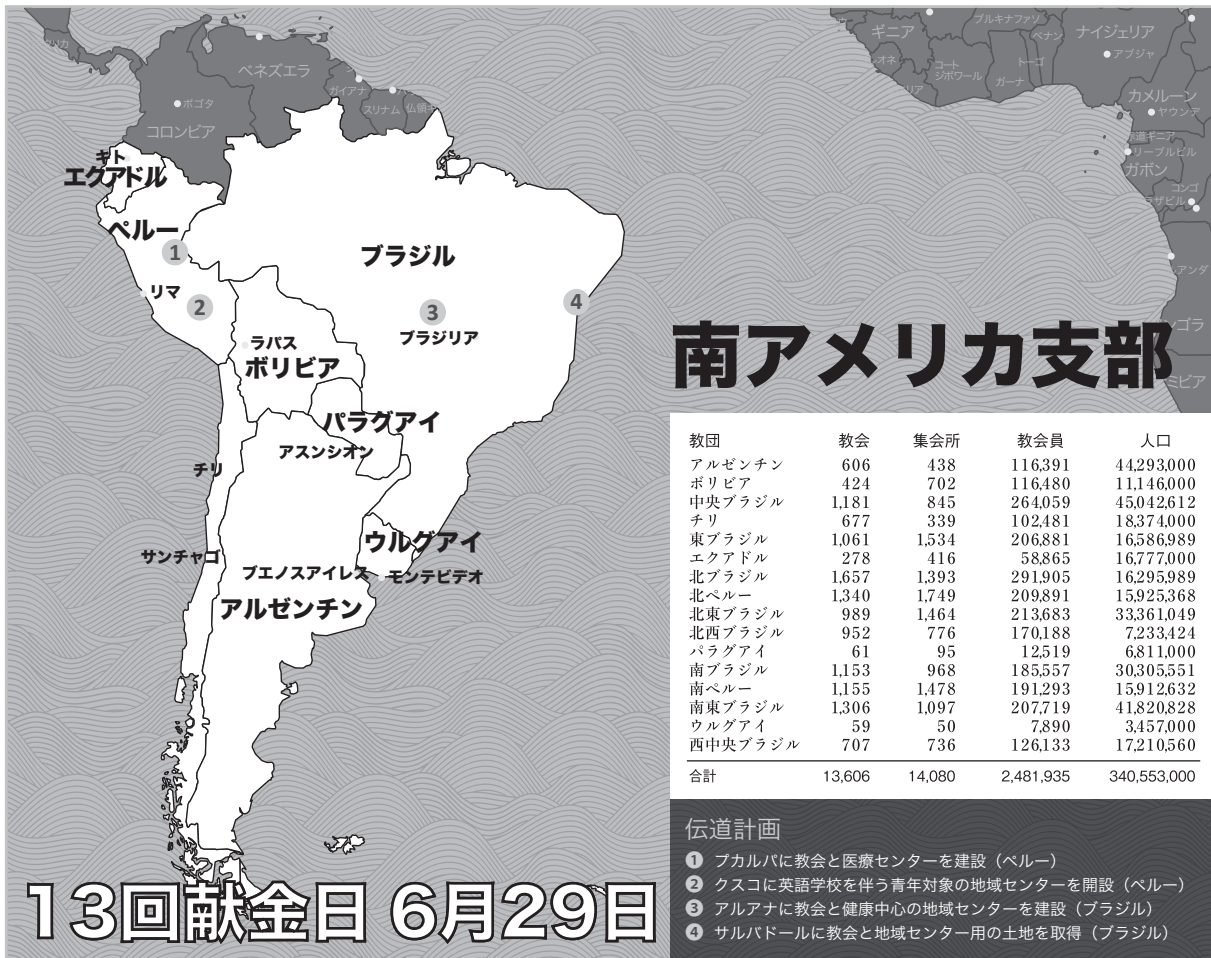 ベネズエラ
ガイアナ
スリナム
ボゴタ
コロンビア
キト
エクアドル
ペルー
1
リマ
2
ブラジル
3
4
ブラジリア
ラパス
ボリビア
パラグアイ
アスンシオン
チリ
サンチャゴ
ウルグアイ
ブエノスアイレス
モンテビデオ
アルゼンチン
ギニア
ブルキナファソ
ベナン
ナイジェリア
アブジャ
コート
ジボワール
トーゴ
ガーナ
カメルーン
ヤウンデ
ガボン
コンゴ
南アメリカ支部
教団 教会 集会所 教会員 人口
アルゼンチン 606 438 116,391 44,293,000
ボリビア 424 702 116,480 11,146,000
中央ブラジル 1,181 845 264,059 45,042,612
チリ 677 339 102,481 18,374,000
東ブラジル 1,061 1,534 206,881 16,586,989
エクアドル 278 416 58,865 16,777,000
北ブラジル 1,657 1,393 291,905 16,295,989
北ペルー 1,340 1,749 209,891 15,925,368
北東ブラジル 989 1,464 213,683 33,361,049
北西ブラジル 952 776 170,188 7,233,424
パラグアイ 61 95 12,519 6,811,000
南ブラジル 1,153 968 185,557 30,305,551
南ペルー 1,155 1,478 191,293 15,912,632
南東ブラジル 1,306 1,097 207,719 41,820,828
ウルグアイ 59 50 7,890 3,457,000
西中央ブラジル 707 736 126,133 17,210,560
合計 13,606 14,080 2,481,935 340,553,000
伝道計画
1 プカルパに教会と医療センターを建設（ペルー）
2 クスコに英語学校を伴う青年対象の地域センターを開設（ペルー）
3 アルアナに教会と健康中心の地域センターを建設（ブラジル）
4 サルバドールに教会と地域センター用の土地を取得（ブラジル）
13回献金日 6月29日